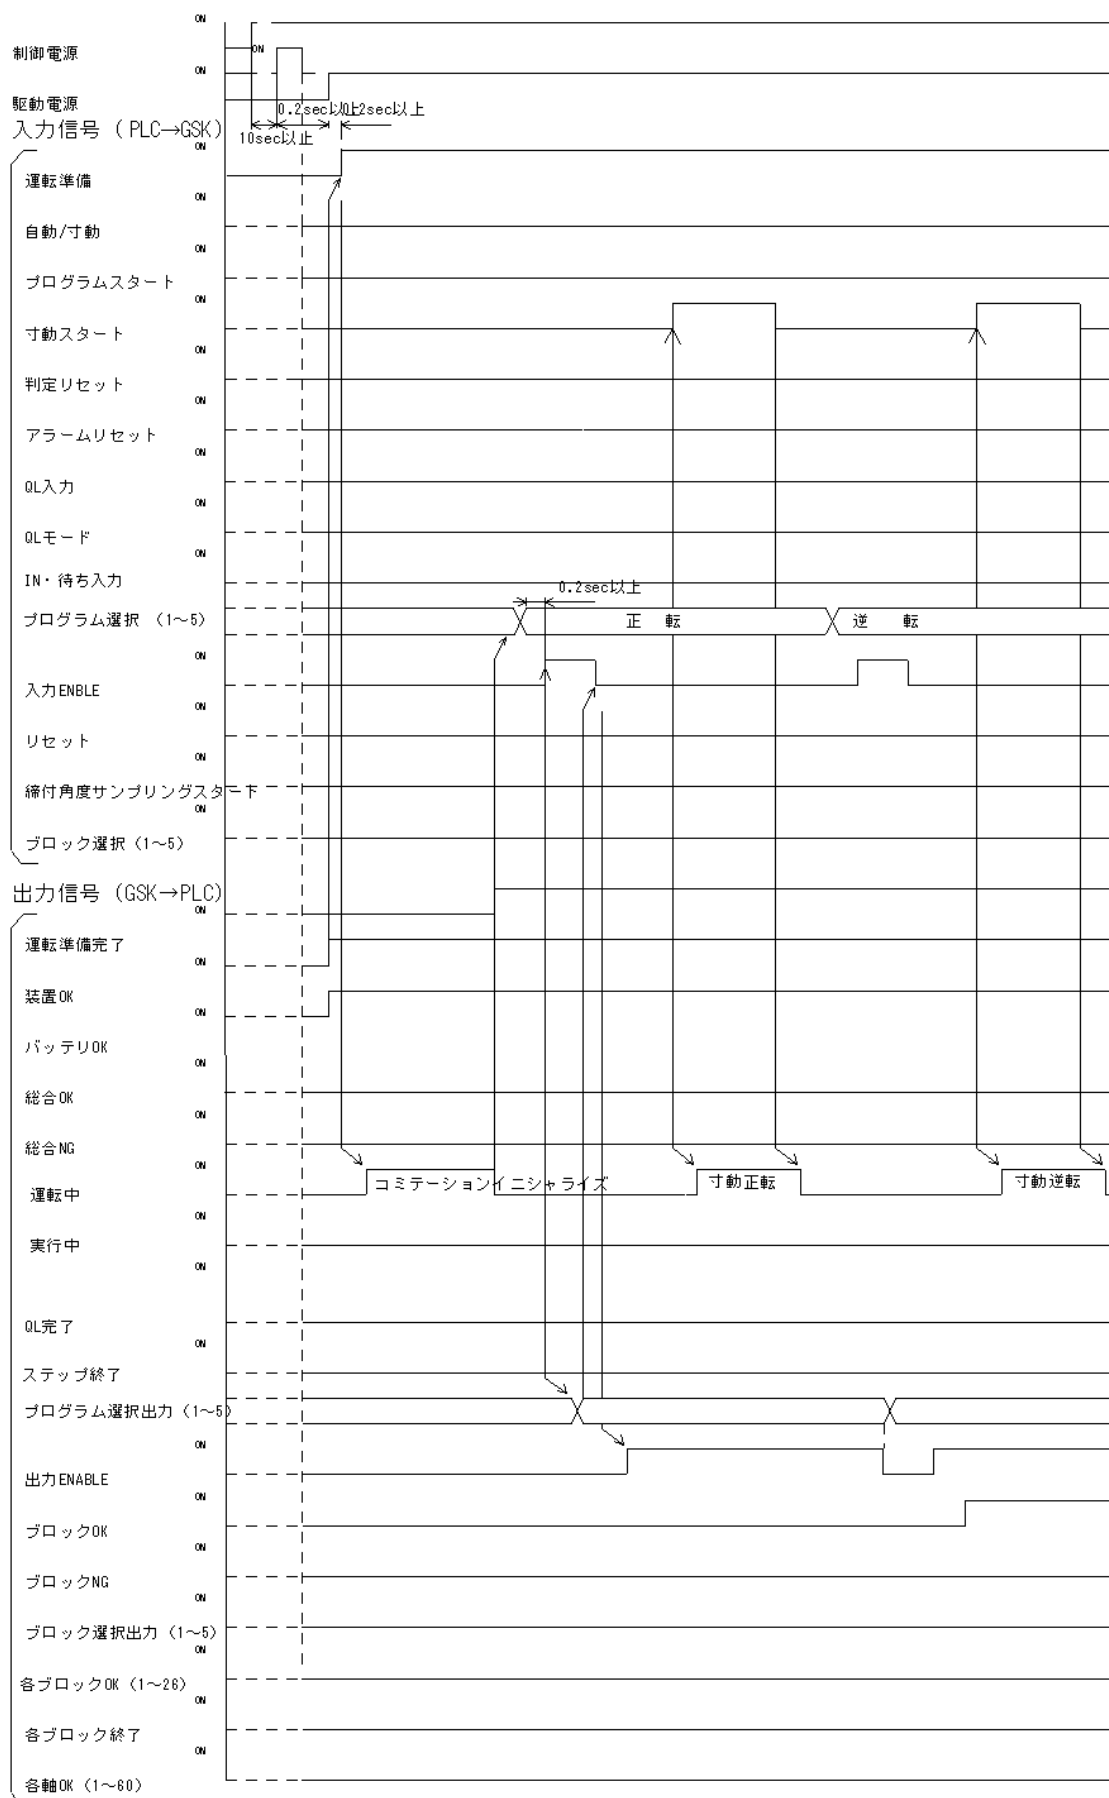 ON
制御電源
ON
ON
駆動電源
0.2sec以上
0.2sec以上
入力信号（PLC→GSK）
10sec以上
ON
運転準備
ON
自動/寸動
ON
プログラムスタート
ON
寸動スタート
ON
判定リセット
ON
アラームリセット
ON
QL入力
ON
QLモード
ON
IN・待ち入力
0.2sec以上
プログラム選択 （1～5）
正　転
逆　転
ON
入力ENBLE
ON
リセット
ON
締付角度サンプリングスタート
ON
ブロック選択（1～5）
出力信号（GSK→PLC）
ON
運転準備完了
ON
装置OK
ON
バッテリOK
ON
総合OK
ON
総合NG
ON
運転中
コミテーションイニシャライズ
寸動正転
寸動逆転
ON
実行中
ON
QL完了
ON
ステップ終了
プログラム選択出力（1～5）
ON
出力ENABLE
ON
ブロックOK
ON
ブロックNG
ON
ブロック選択出力（1～5）
ON
各ブロックOK（1～26）
ON
各ブロック終了
ON
各軸OK（1～60）